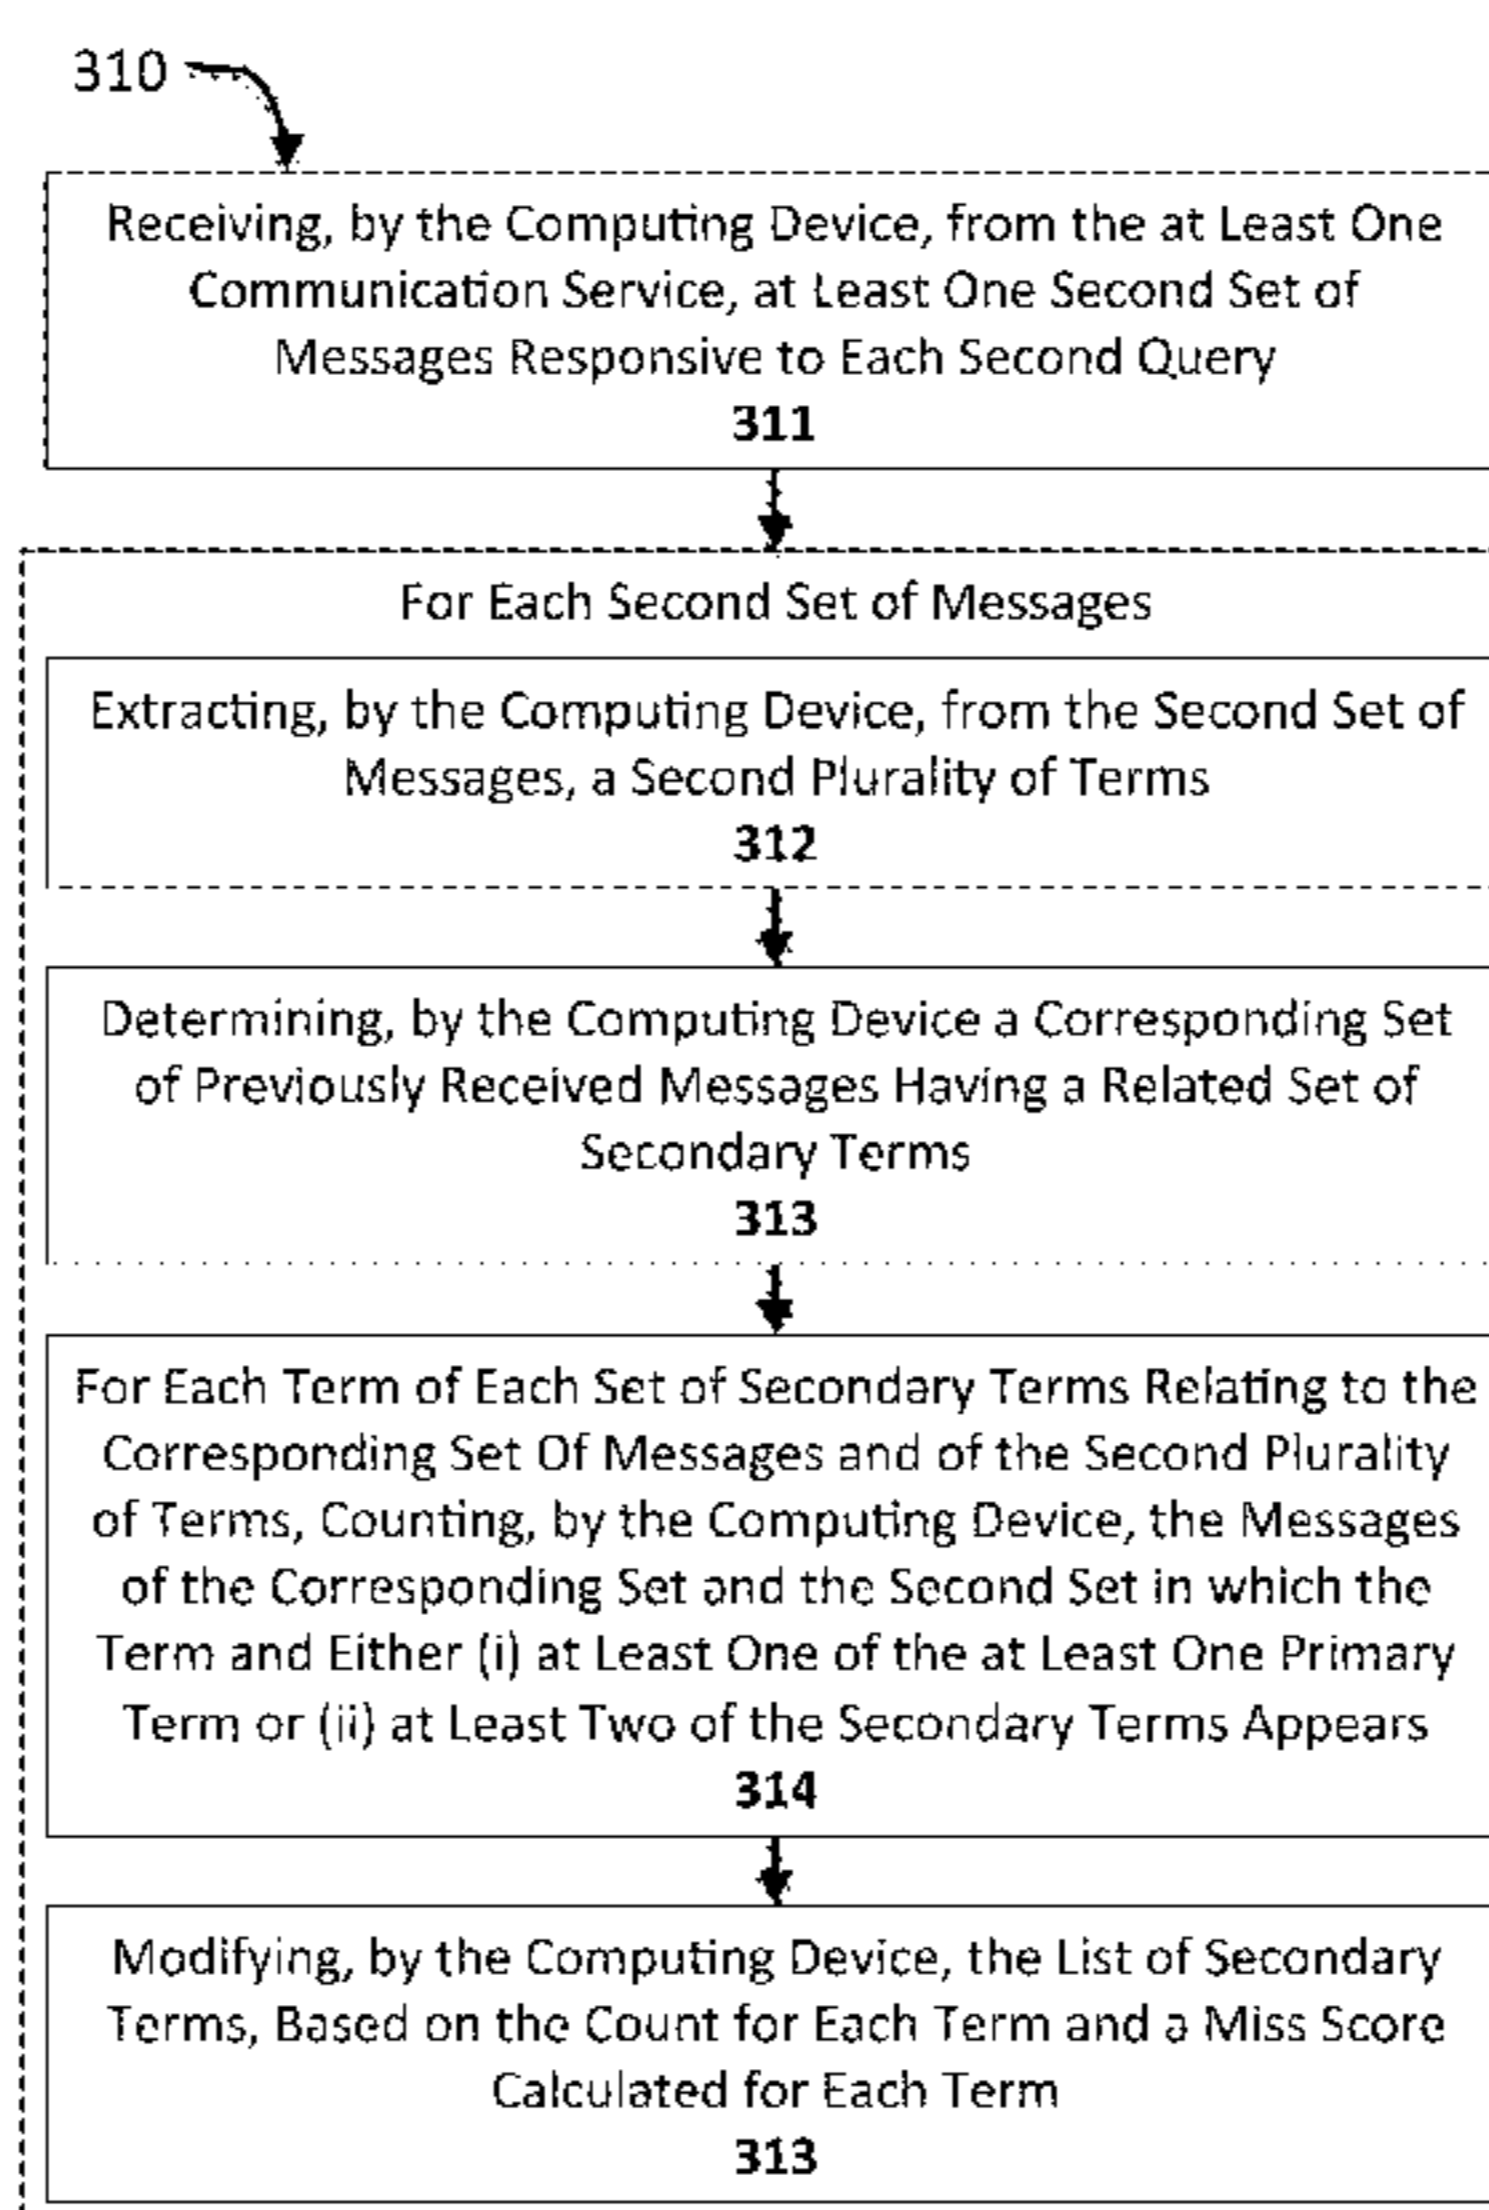 310
Receiving, by the Computing Device, from the at Least One
Communication Service, at Least One Second Set of
Messages Responsive to Each Second Query
311
For Each Second Set of Messages
Extracting, by the Computing Device, from the Second Set of
Messages, a Second Plurality of Terms
312
Determining, by the Computing Device a Corresponding Set
of Previously Received Messages Having a Related Set of
Secondary Terms
313
For Each Term of Each Set of Secondary Terms Relating to the
Corresponding Set Of Messages and of the Second Plurality
of Terms, Counting, by the Computing Device, the Messages
of the Corresponding Set and the Second Set in which the
Term and Either (i) at Least One of the at Least One Primary
Term or (ii) at Least Two of the Secondary Terms Appears
314
Modifying, by the Computing Device, the List of Secondary
Terms, Based on the Count for Each Term and a Miss Score
Calculated for Each Term
313